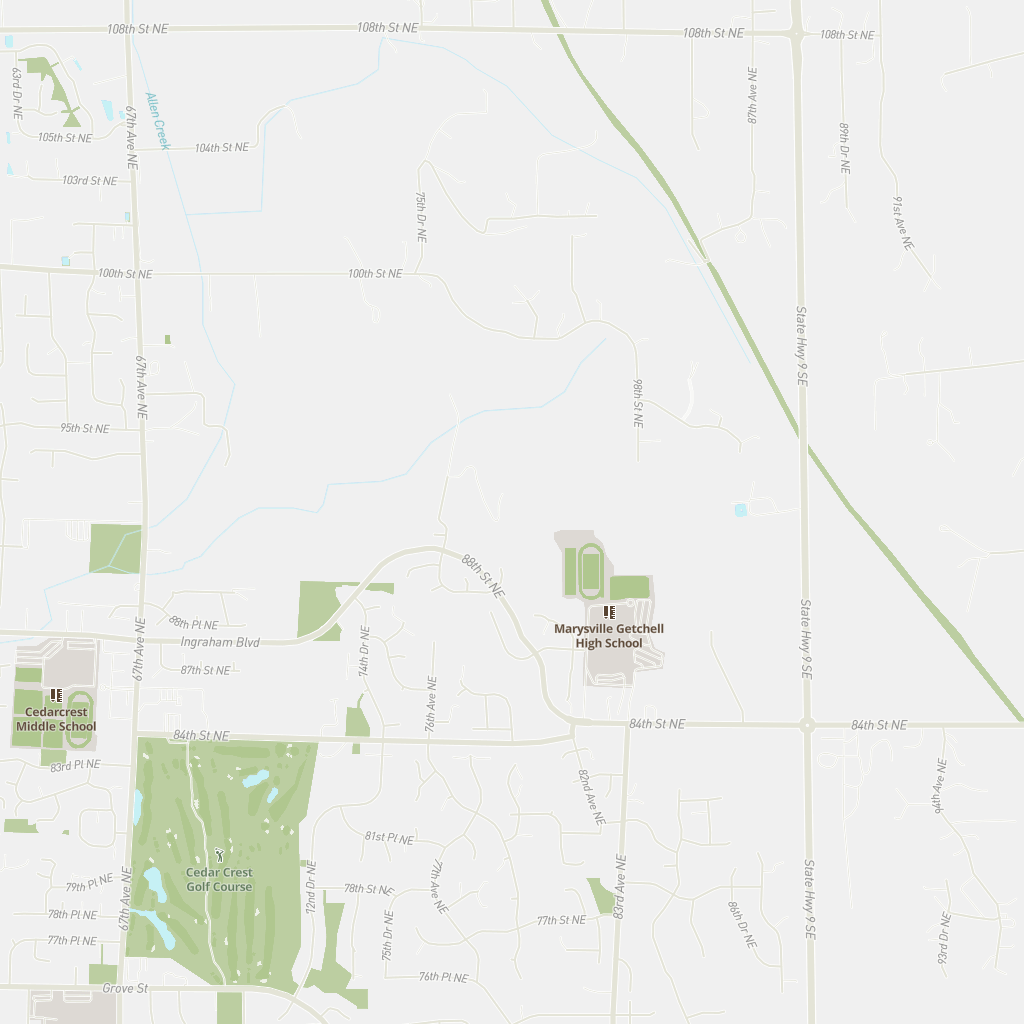 108th St NE
108th St NE
108th St NE
108th St NE
63rd Dr NE
67th Ave NE
Allen Creek
87th Ave NE
89th Dr NE
105th St NE
104th St NE
103rd St NE
75th Dr NE
91st Ave NE
100th St NE
100th St NE
State Hwy 9 SE
67th Ave NE
98th St NE
95th St NE
88th St NE
88th Pl NE
Ingraham Blvd
Marysville Getchell
High School
State Hwy 9 SE
67th Ave NE
74th Dr NE
87th St NE
76th Ave NE
Cedarcrest
Middle School
84th St NE
84th St NE
84th St NE
83rd Pl NE
82nd Ave NE
94th Ave NE
81st Pl NE
Cedar Crest
Golf Course
79th Pl NE
67th Ave NE
72nd Dr NE
78th St NE
77th Ave NE
83rd Ave NE
State Hwy 9 SE
78th Pl NE
77th St NE
86th Dr NE
75th Dr NE
93rd Dr NE
77th Pl NE
76th Pl NE
Grove St